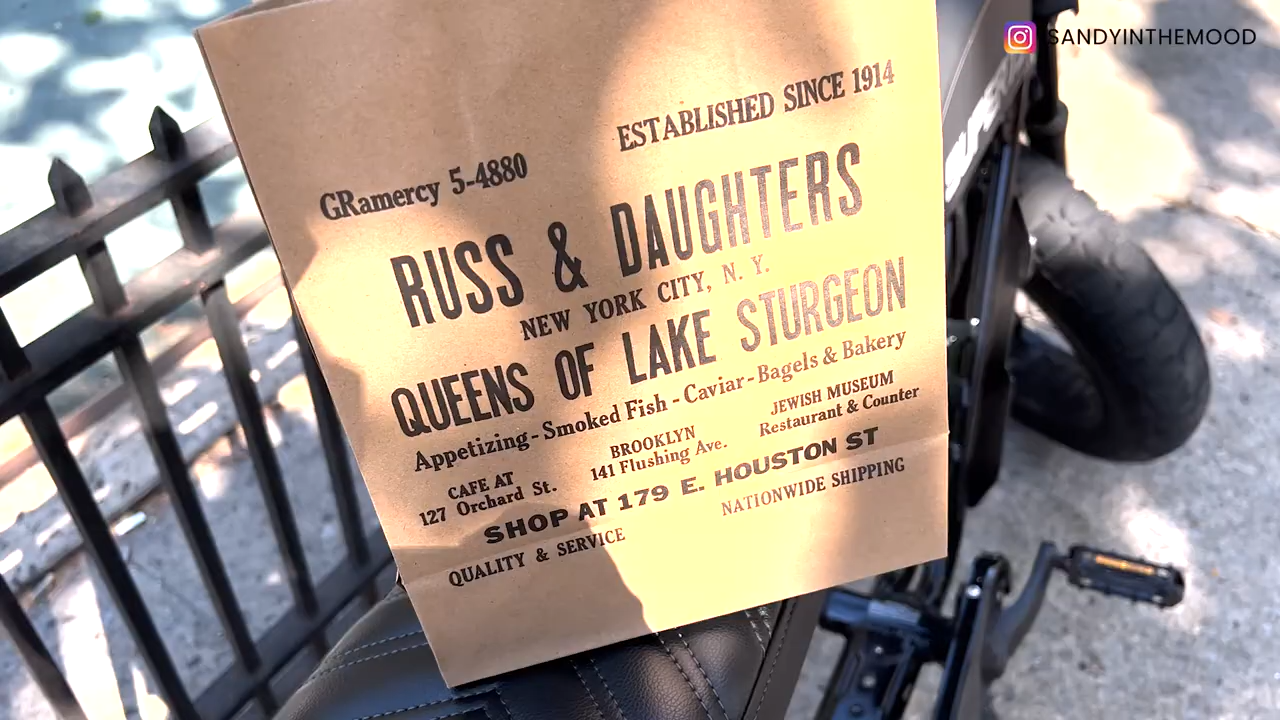 SANDYINTHEMOOD
ESTABLISHED SINCE 1914
GRamercy 5-4880
RUSS & DAUGHTERS
NEW YORK CITY, N. Y.
QUEENS OF LAKE STURGEON
Appetizing - Smoked Fish - Caviar - Bagels & Bakery
CAFE AT
127 Orchard St.
BROOKLYN
141 Flushing Ave.
JEWISH MUSEUM
Restaurant & Counter
SHOP AT 179 E. HOUSTON ST
QUALITY & SERVICE
NATIONWIDE SHIPPING